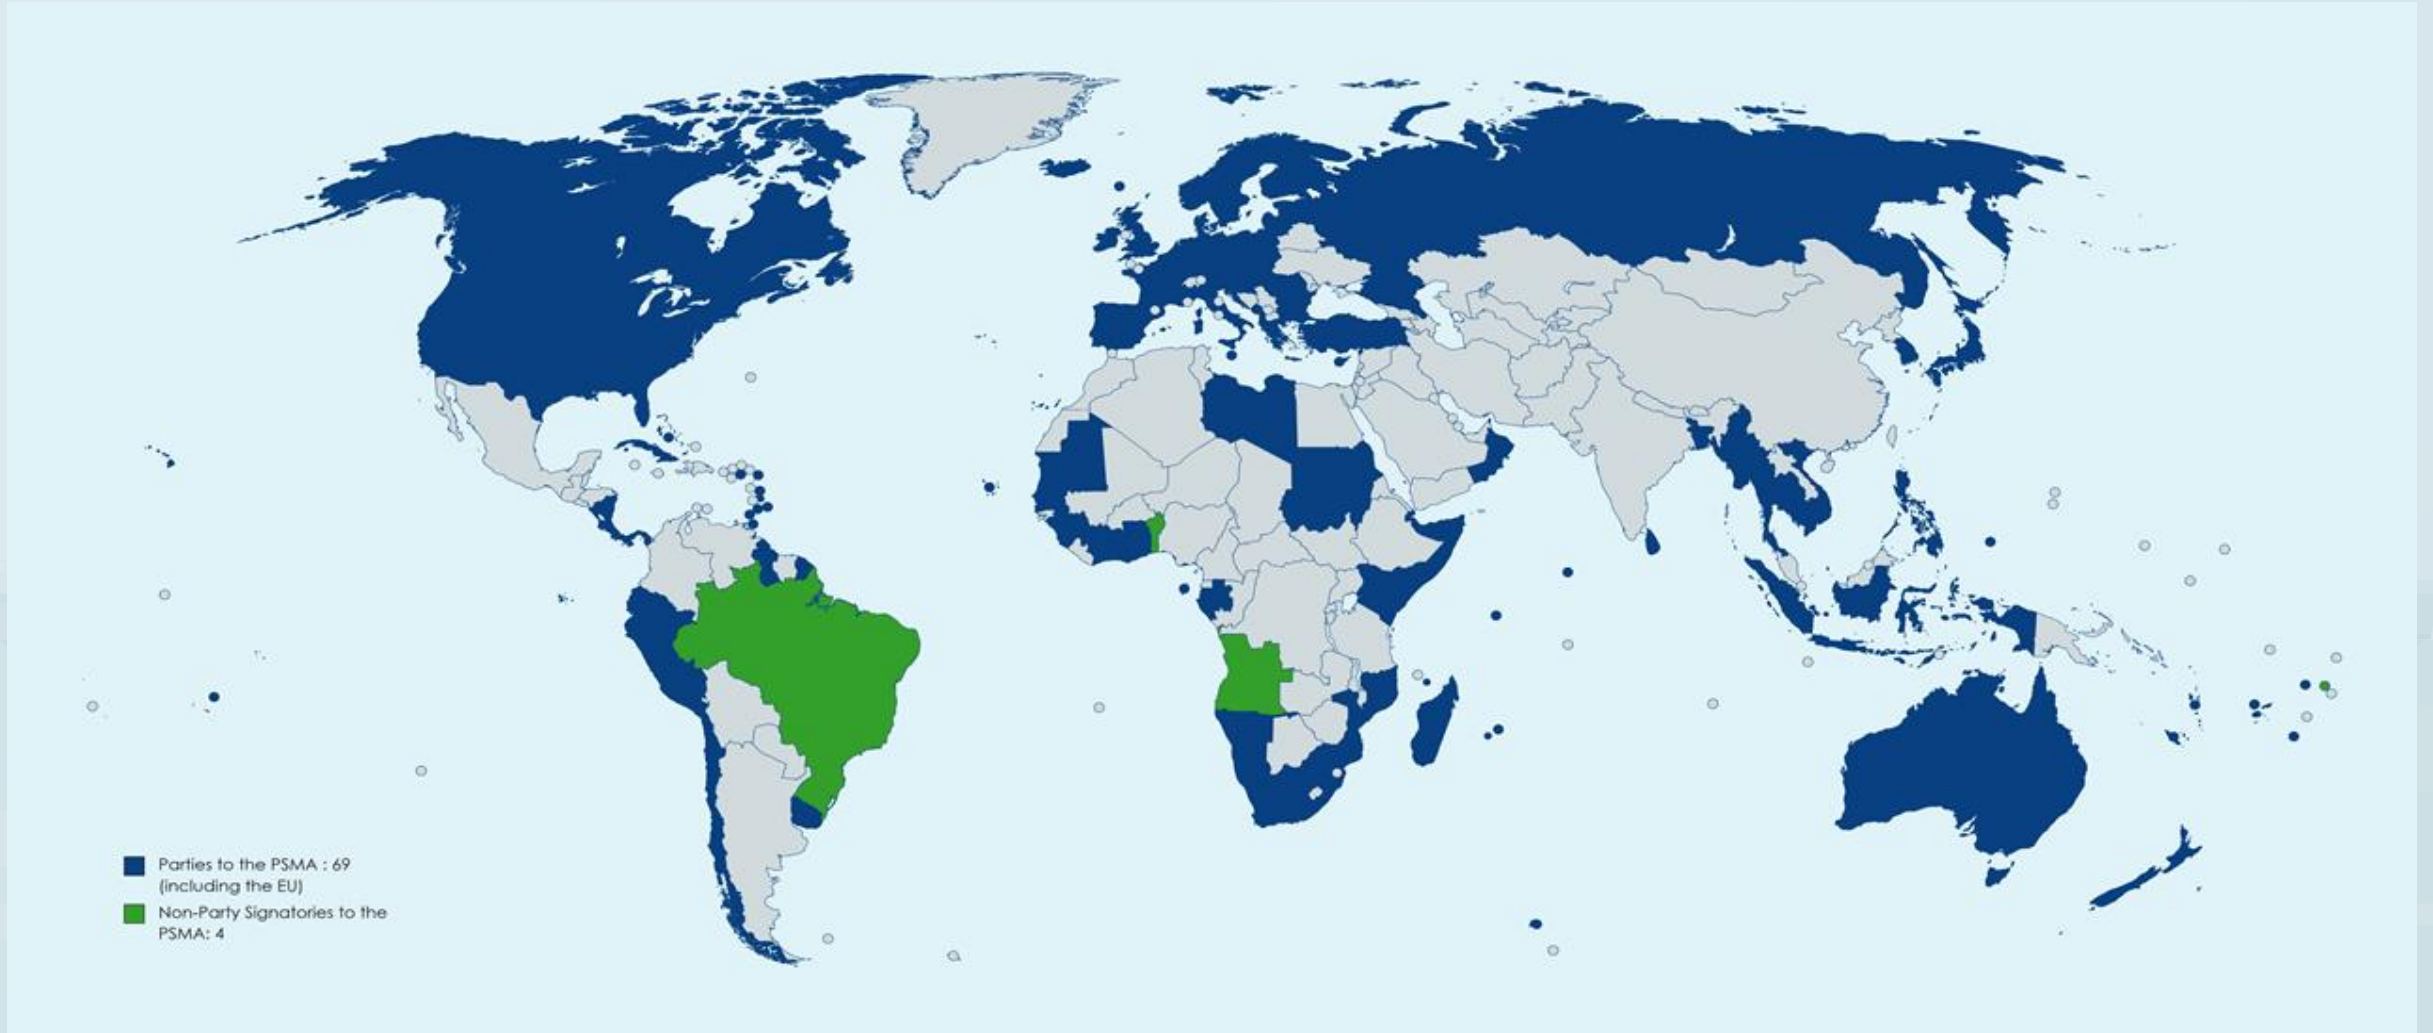 Parties to the PSMA : 69
(including the EU)
Non-Party Signatories to the
PSMA: 4